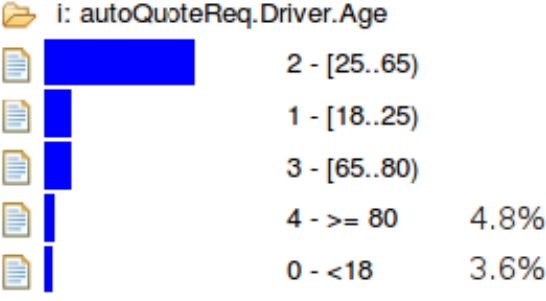 i: autoQuoteReq.Driver.Age
2 - [25..65)
1 - [18..25)
3 - [65..80)
4 - >= 80 4.8%
0 - <18 3.6%